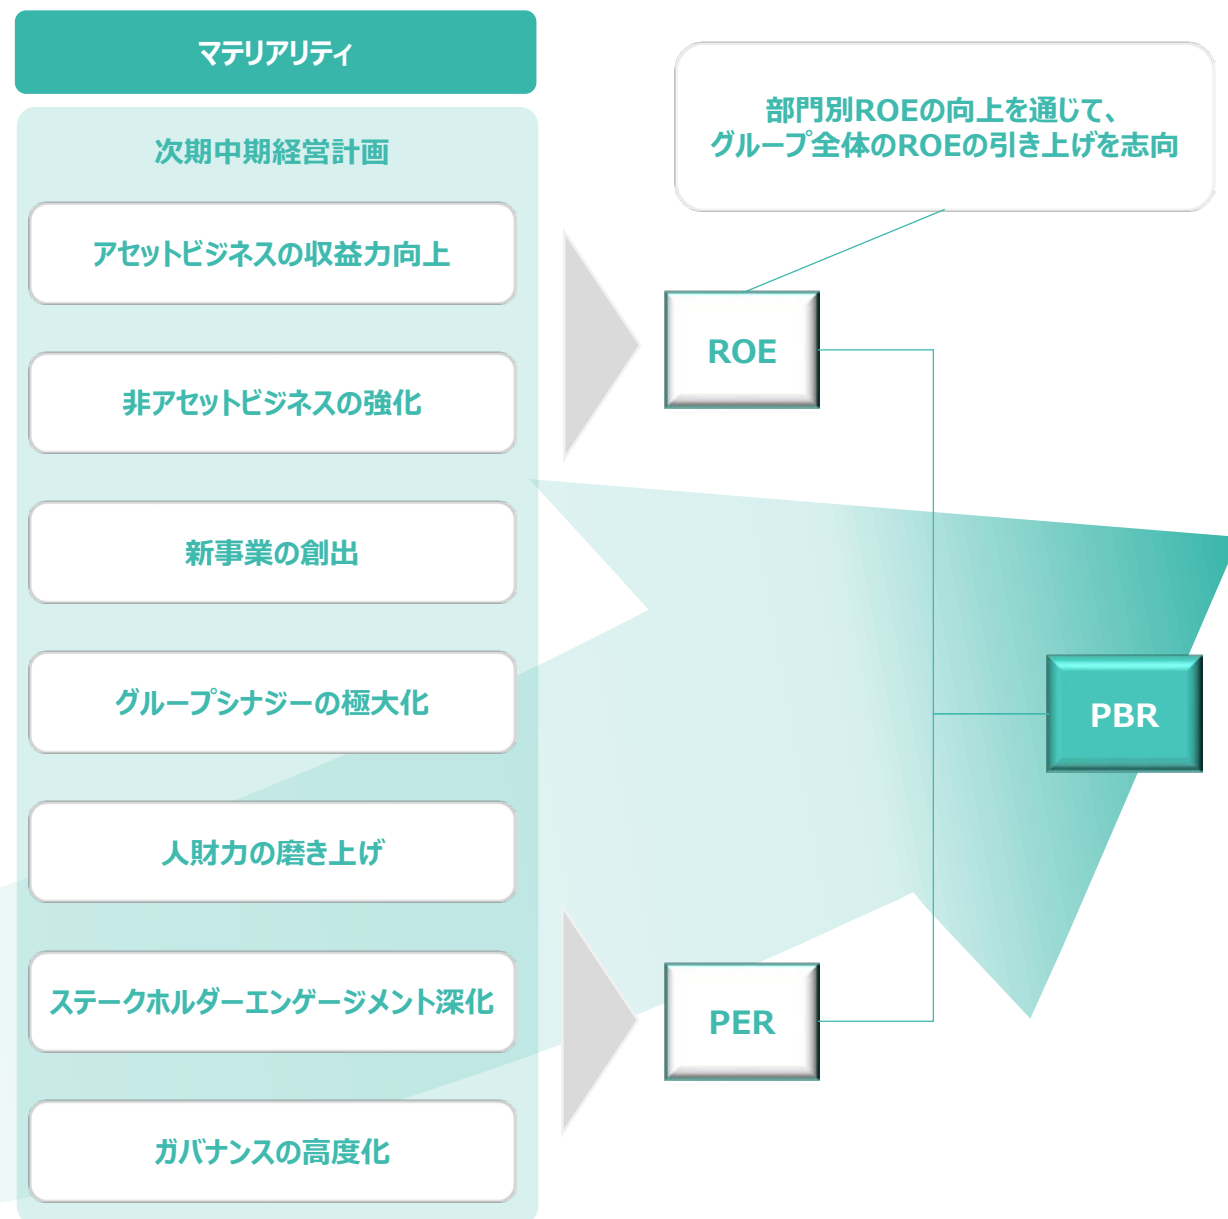 マテリアリティ
次期中期経営計画
アセットビジネスの収益力向上
非アセットビジネスの強化
新事業の創出
グループシナジーの極大化
人財力の磨き上げ
ステークホルダーエンゲージメント深化
ガバナンスの高度化
部門別ROEの向上を通じて、
グループ全体のROEの引き上げを志向
ROE
PBR
PER